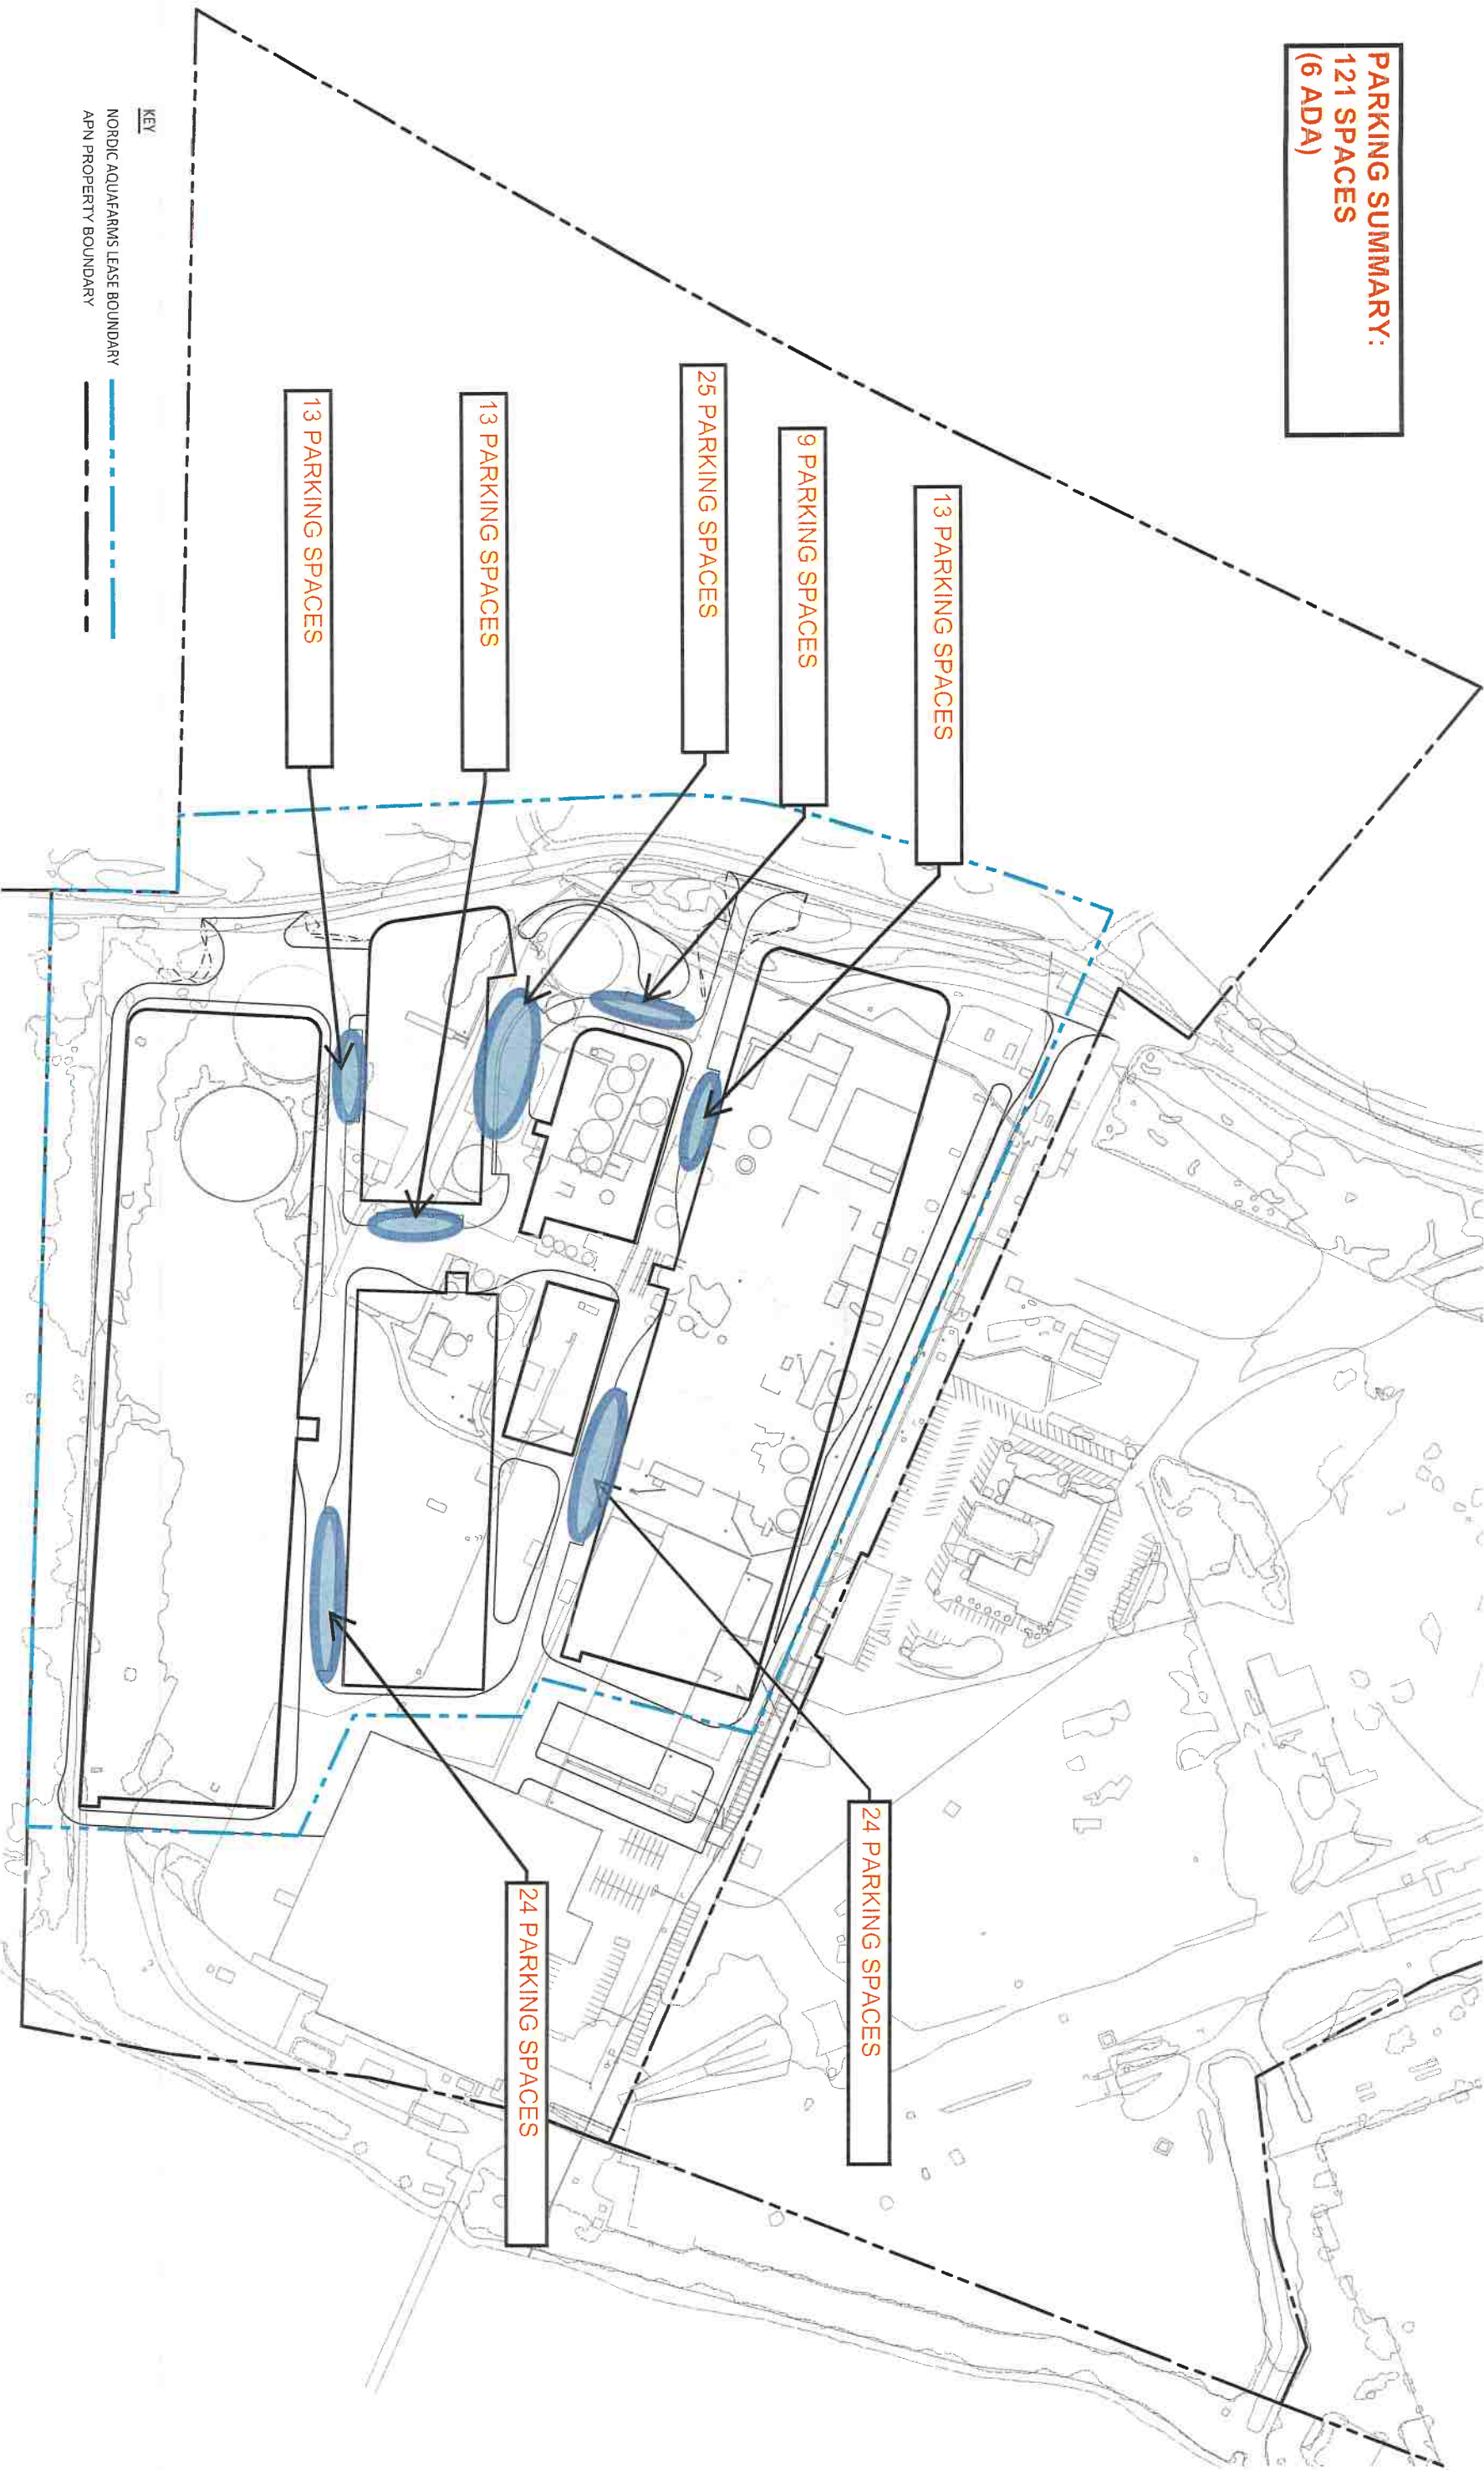 PARKING SUMMARY:
121 SPACES
(6 ADA)
13 PARKING SPACES
9 PARKING SPACES
25 PARKING SPACES
13 PARKING SPACES
13 PARKING SPACES
24 PARKING SPACES
24 PARKING SPACES
KEY
NORDIC AQUAFARMS LEASE BOUNDARY
APN PROPERTY BOUNDARY